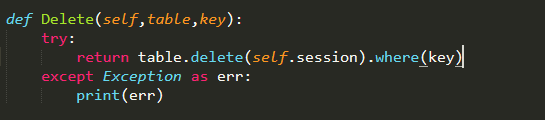 def Delete(self,table,key):
    try:
        return table.delete(self.session).where(key)
    except Exception as err:
        print(err)